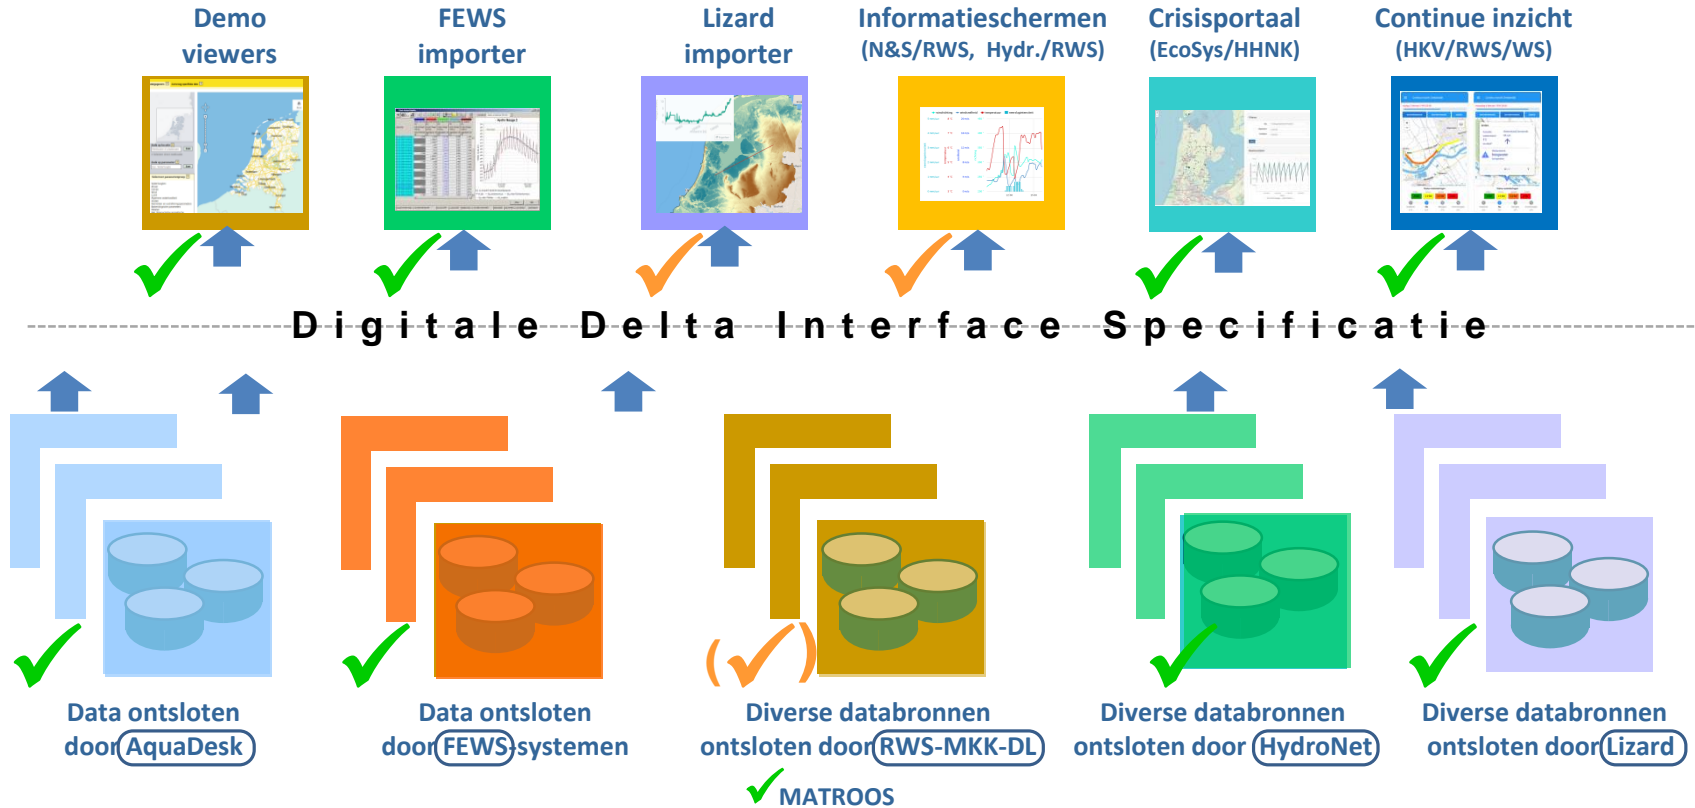 Demo
viewers
FEWS
importer
Lizard
importer
Informatieschermen
(N&S/RWS, Hydr./RWS)
Crisisportaal
(EcoSys/HHNK)
Continue inzicht
(HKV/RWS/WS)
Digitale Delta Interface Specificatie
( )
Data ontsloten
door AquaDesk
Data ontsloten
door FEWS-systemen
Diverse databronnen
ontsloten door RWS-MKK-DL
MATROOS
Diverse databronnen
ontsloten door HydroNet
Diverse databronnen
ontsloten door Lizard